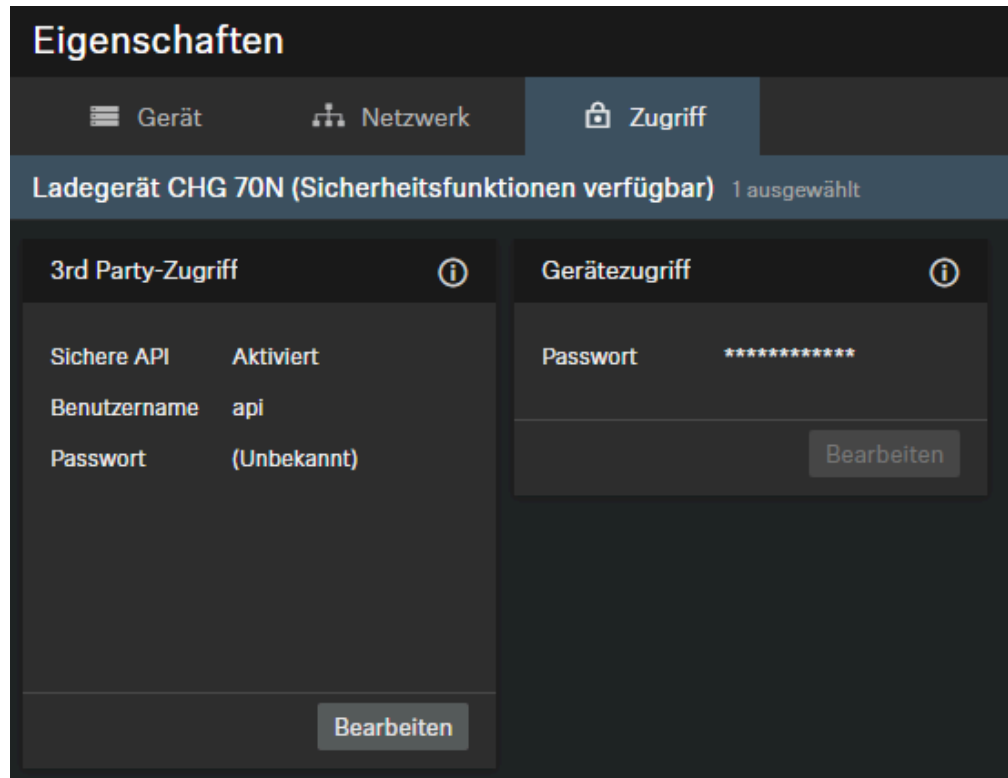 Eigenschaften
Gerät Netzwerk Zugriff
Ladegerät CHG 70N (Sicherheitsfunktionen verfügbar) 1 ausgewählt
3rd Party-Zugriff
Sichere API Aktiviert
Benutzername api
Passwort (Unbekannt)
Bearbeiten
Gerätezugriff
Passwort ************
Bearbeiten